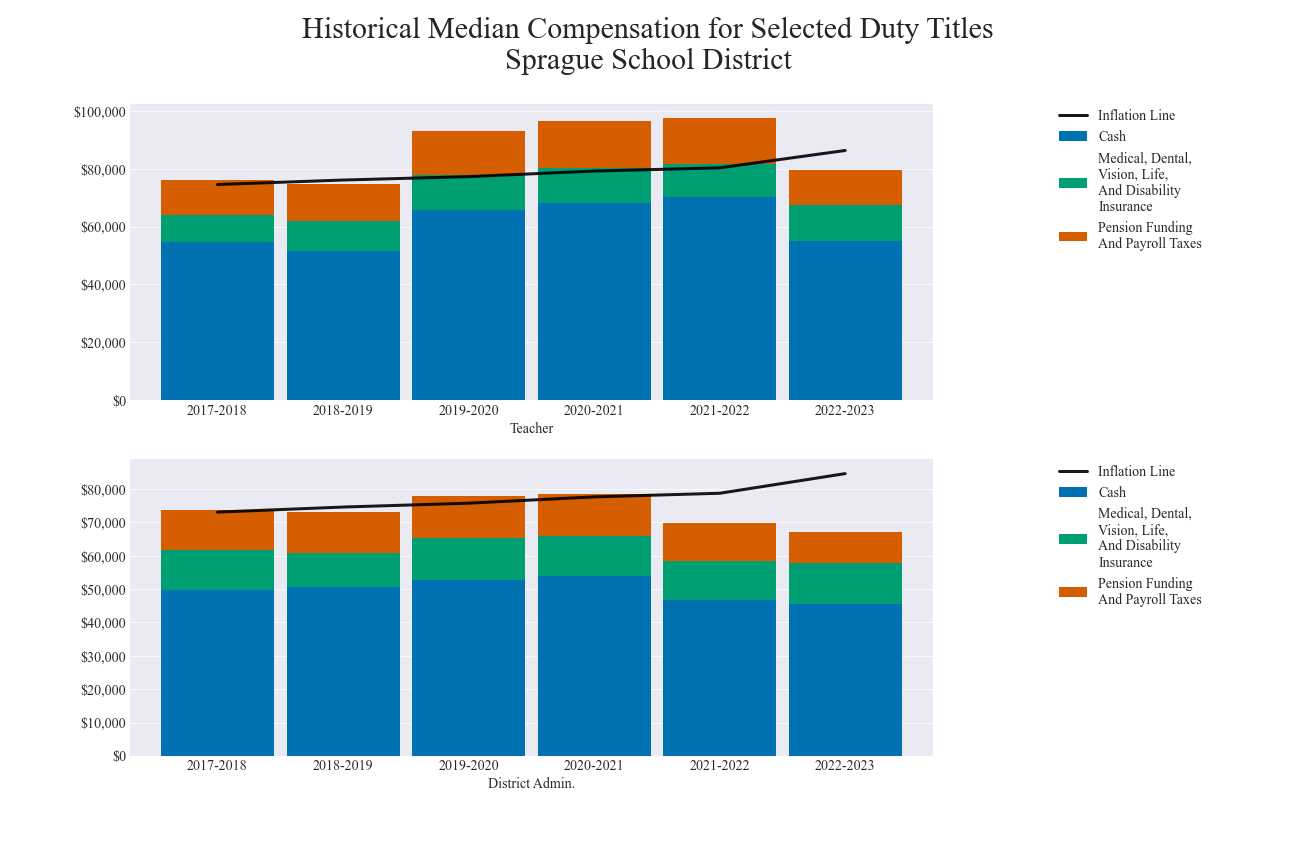 Historical Median Compensation for Selected Duty Titles
Sprague School District
$100,000
$80,000
$60,000
$40,000
$20,000
$0
2017-2018
2018-2019
2019-2020
2020-2021
2021-2022
2022-2023
Teacher
Inflation Line
Cash
Medical, Dental,
Vision, Life,
And Disability
Insurance
Pension Funding
And Payroll Taxes
$80,000
$70,000
$60,000
$50,000
$40,000
$30,000
$20,000
$10,000
$0
2017-2018
2018-2019
2019-2020
2020-2021
2021-2022
2022-2023
District Admin.
Inflation Line
Cash
Medical, Dental,
Vision, Life,
And Disability
Insurance
Pension Funding
And Payroll Taxes